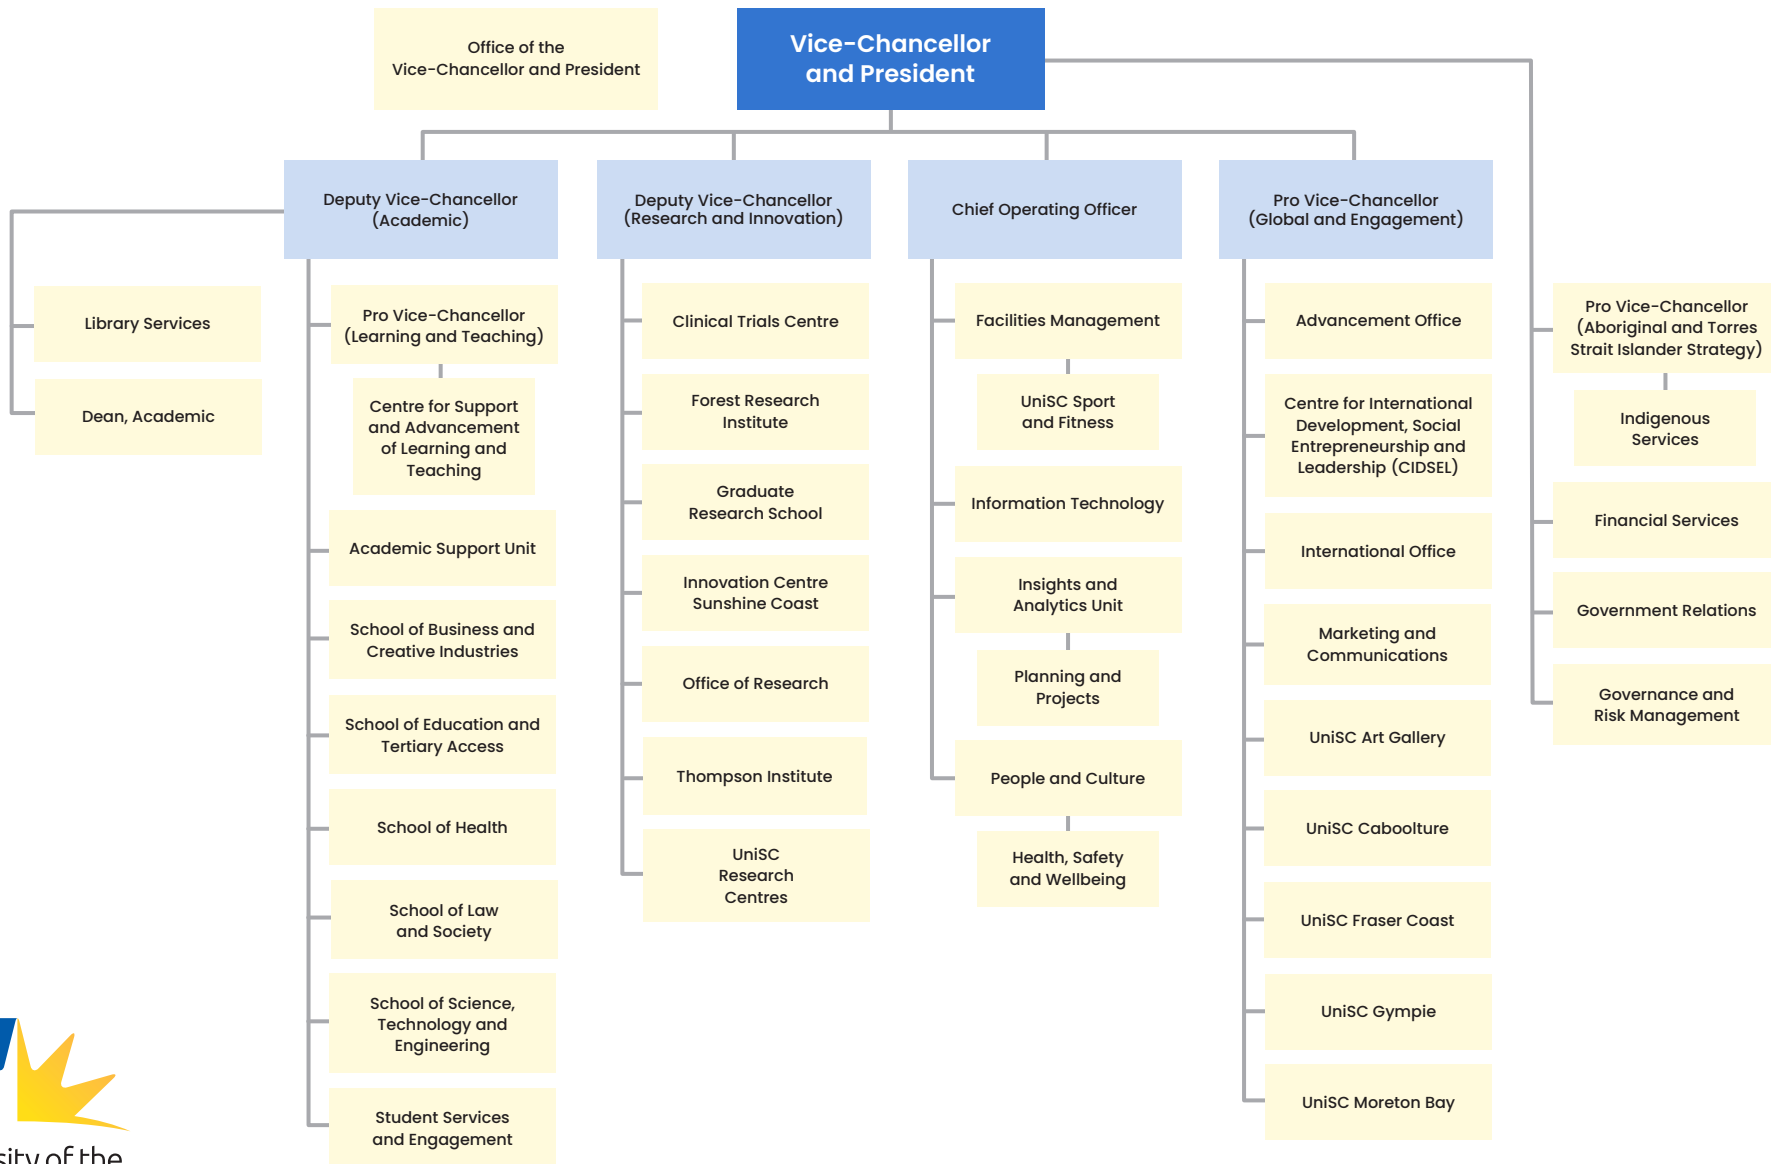 Office of the
Vice-Chancellor and President
Vice-Chancellor
and President
Deputy Vice-Chancellor
(Academic)
Deputy Vice-Chancellor
(Research and Innovation)
Chief Operating Officer
Pro Vice-Chancellor
(Global and Engagement)
Library Services
Dean, Academic
Pro Vice-Chancellor
(Learning and Teaching)
Centre for Support
and Advancement
of Learning and
Teaching
Academic Support Unit
School of Business and
Creative Industries
School of Education and
Tertiary Access
School of Health
School of Law
and Society
School of Science,
Technology and
Engineering
Student Services
and Engagement
Clinical Trials Centre
Forest Research
Institute
Graduate
Research School
Innovation Centre
Sunshine Coast
Office of Research
Thompson Institute
UniSC
Research
Centres
Facilities Management
UniSC Sport
and Fitness
Information Technology
Insights and
Analytics Unit
Planning and
Projects
People and Culture
Health, Safety
and Wellbeing
Advancement Office
Centre for International
Development, Social
Entrepreneurship and
Leadership (CIDSEL)
International Office
Marketing and
Communications
UniSC Art Gallery
UniSC Caboolture
UniSC Fraser Coast
UniSC Gympie
UniSC Moreton Bay
Pro Vice-Chancellor
(Aboriginal and Torres
Strait Islander Strategy)
Indigenous
Services
Financial Services
Government Relations
Governance and
Risk Management
of the